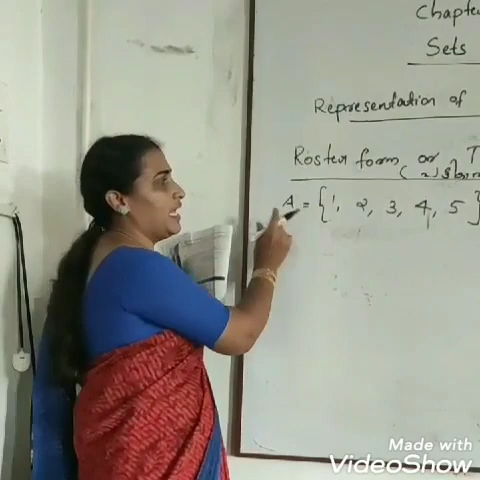 Chapte
Sets
Representation of
Roster form (or) T
A = {1, 2, 3, 4, 5}
Made with
VideoShow